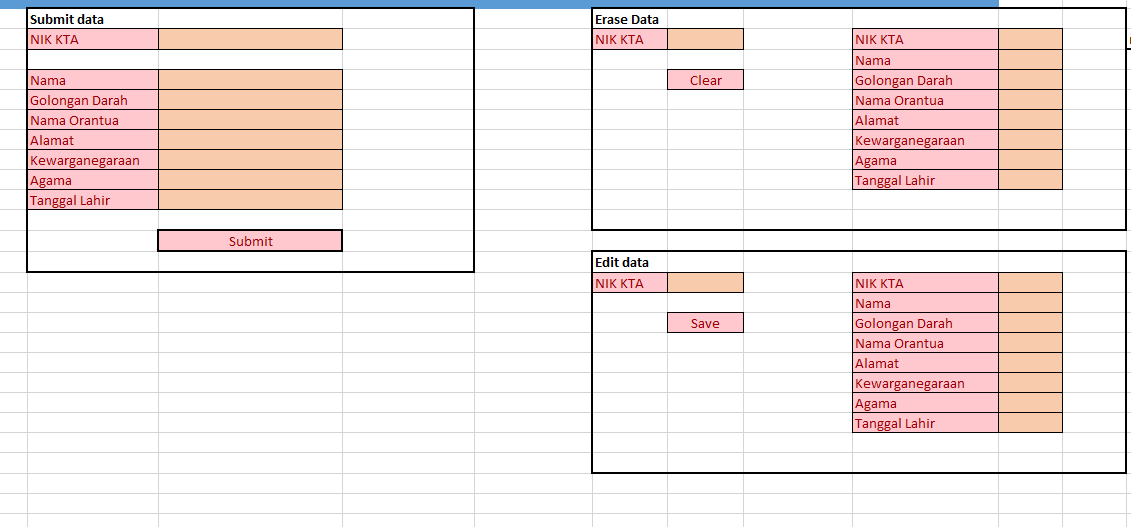 Submit data
NIK KTA
Nama
Golongan Darah
Nama Orantua
Alamat
Kewarganegaraan
Agama
Tanggal Lahir
Submit
Erase Data
NIK KTA
Clear
NIK KTA
Nama
Golongan Darah
Nama Orantua
Alamat
Kewarganegaraan
Agama
Tanggal Lahir
Edit data
NIK KTA
Save
NIK KTA
Nama
Golongan Darah
Nama Orantua
Alamat
Kewarganegaraan
Agama
Tanggal Lahir